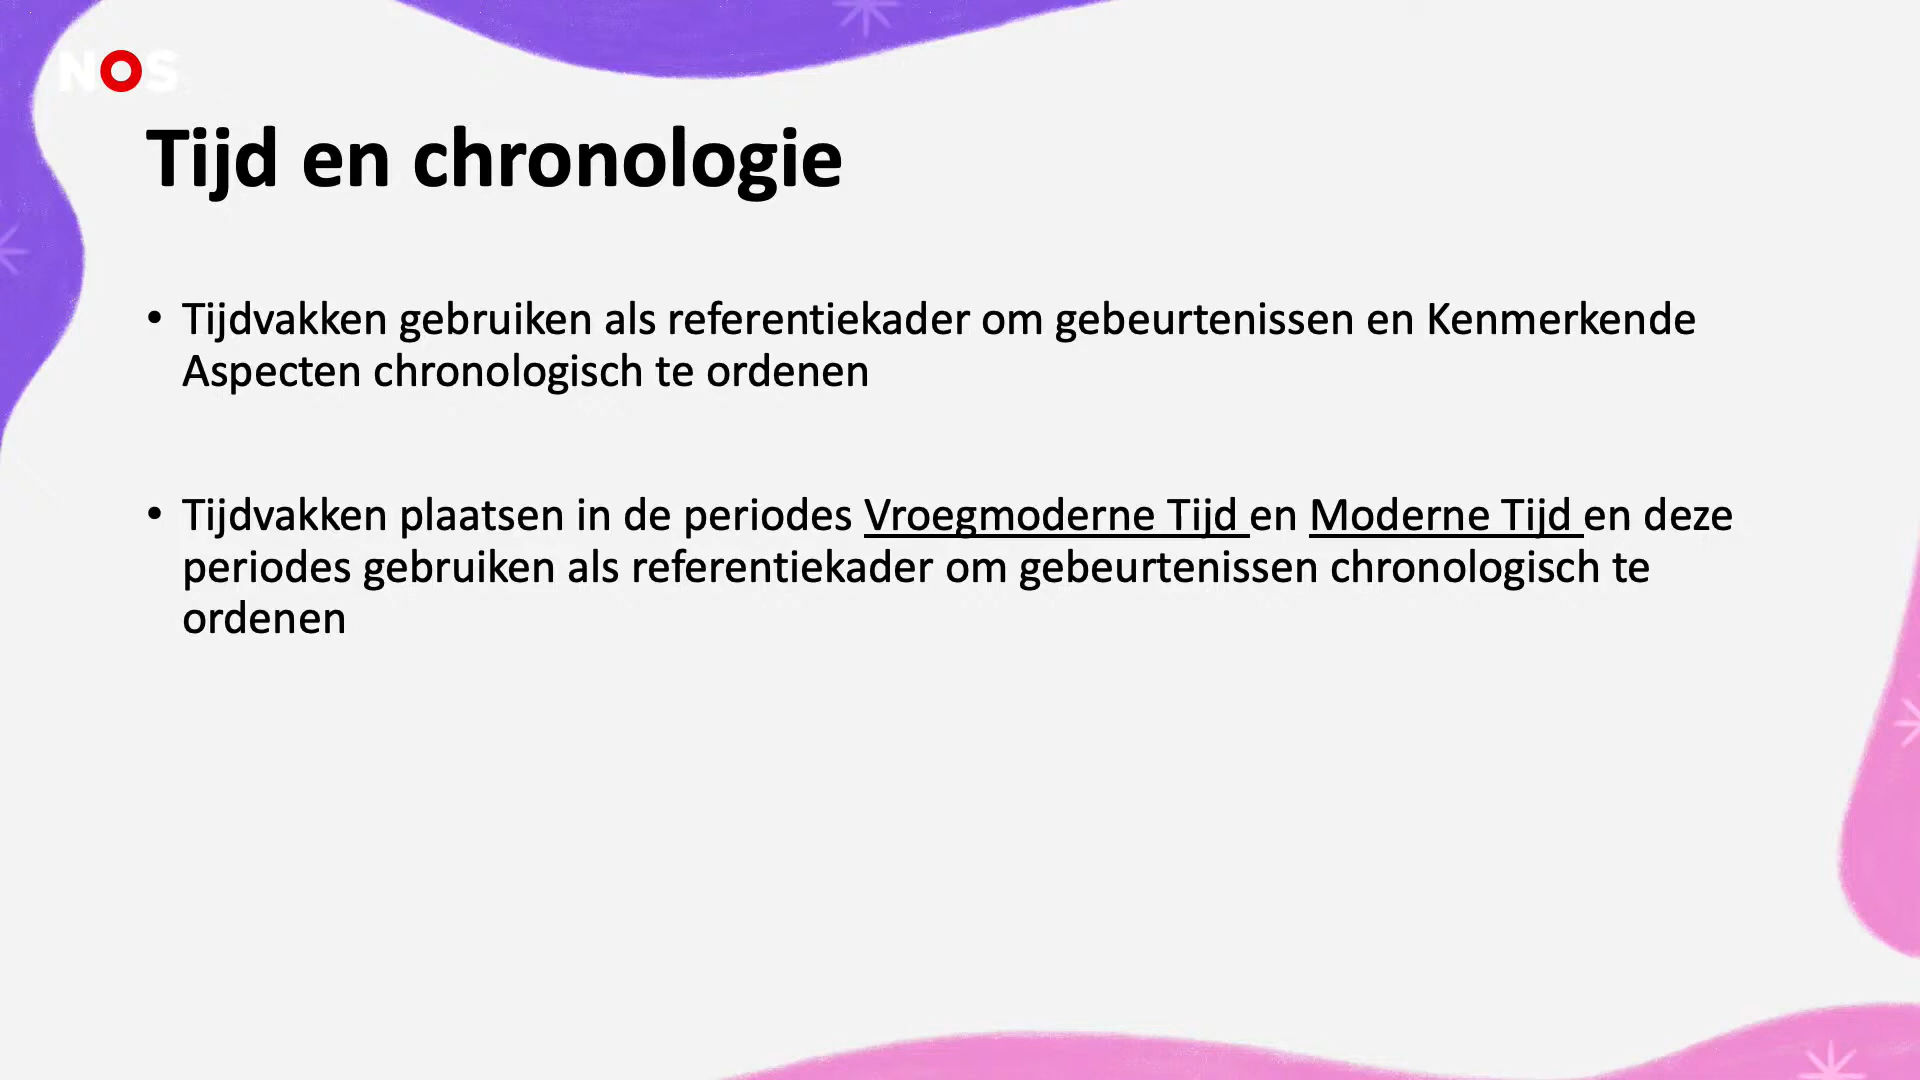 NOS
Tijd en chronologie
• Tijdvakken gebruiken als referentiekader om gebeurtenissen en Kenmerkende
Aspecten chronologisch te ordenen
• Tijdvakken plaatsen in de periodes Vroegmoderne Tijd en Moderne Tijd en deze
periodes gebruiken als referentiekader om gebeurtenissen chronologisch te
ordenen